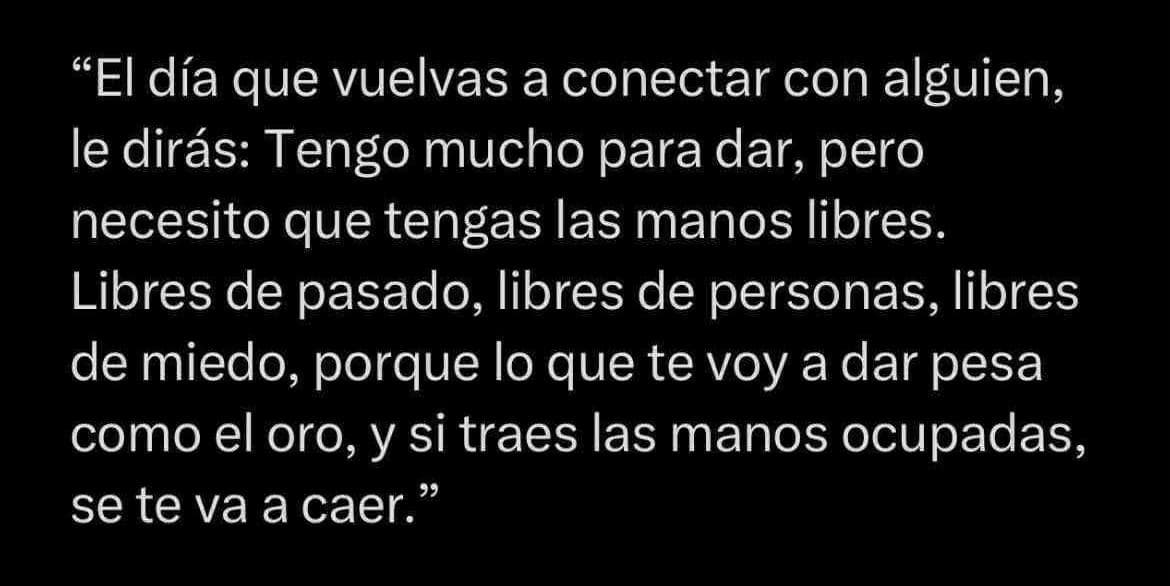 “El día que vuelvas a conectar con alguien,
le dirás: Tengo mucho para dar, pero
necesito que tengas las manos libres.
Libres de pasado, libres de personas, libres
de miedo, porque lo que te voy a dar pesa
como el oro, y si traes las manos ocupadas,
se te va a caer.”